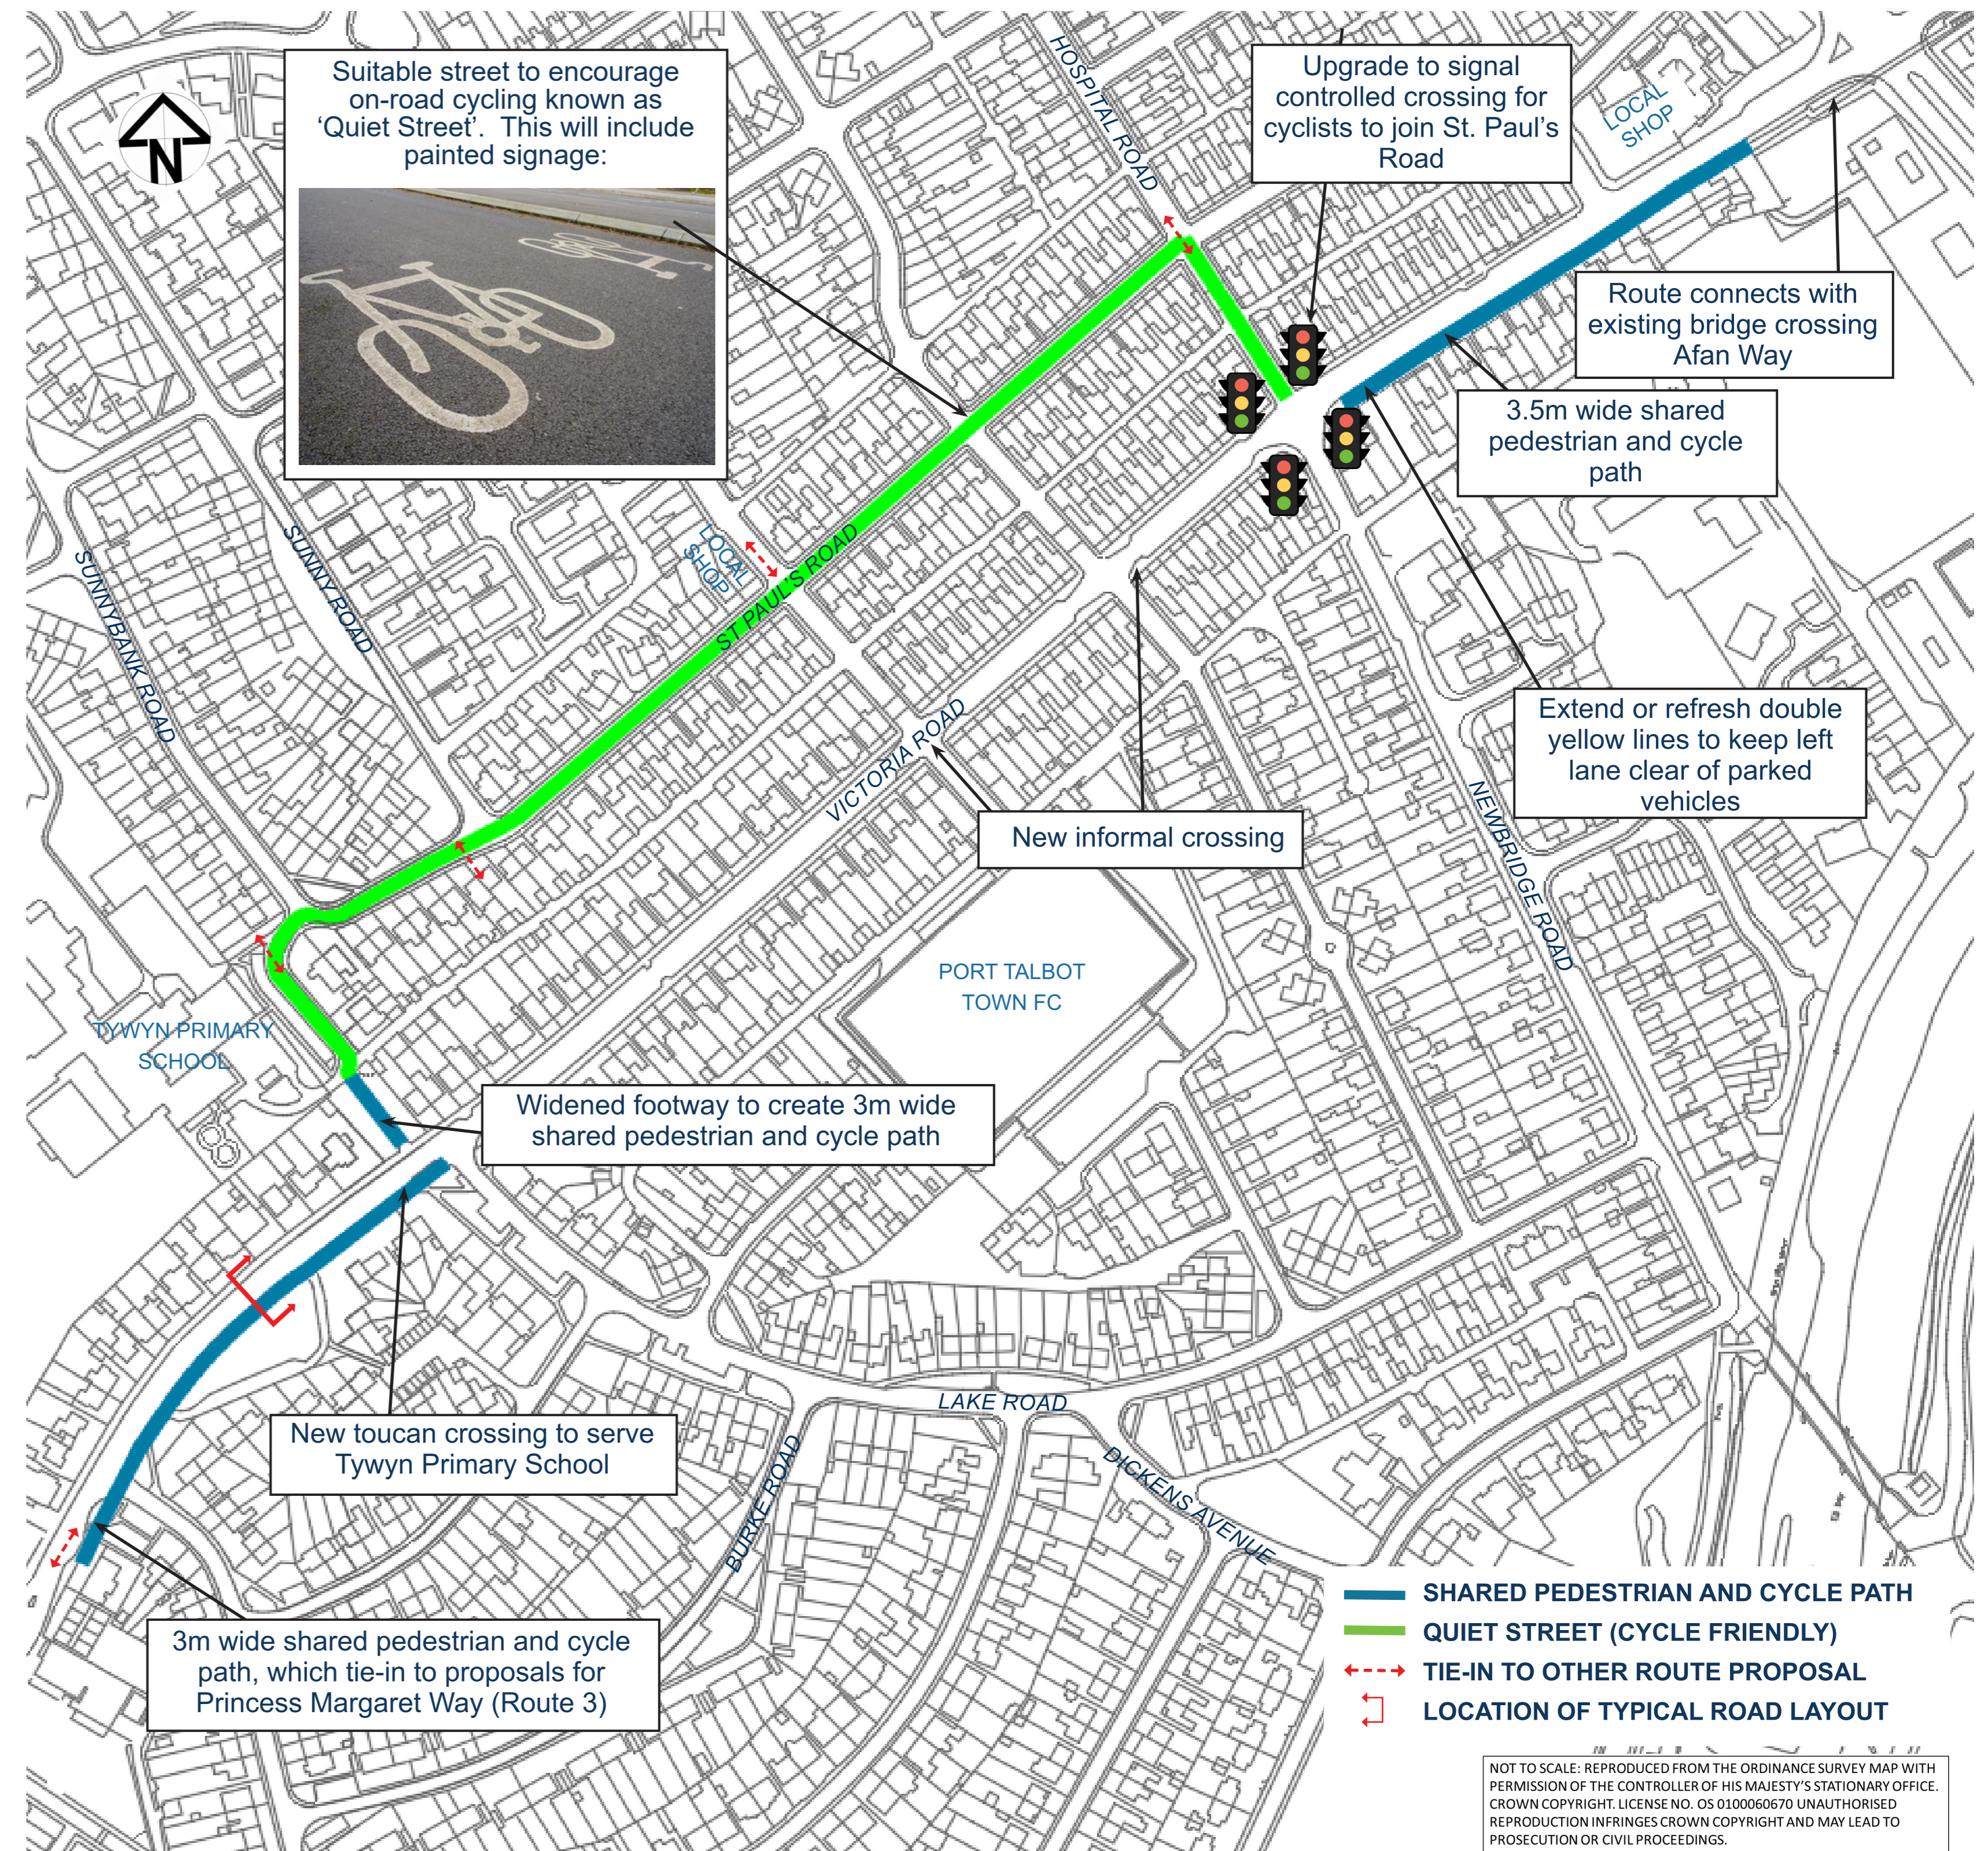 Suitable street to encourage
on-road cycling known as
‘Quiet Street’. This will include
painted signage:
N
HOSPITAL ROAD
Upgrade to signal
controlled crossing for
cyclists to join St. Paul’s
Road
LOCAL
SHOP
Route connects with
existing bridge crossing
Afan Way
3.5m wide shared
pedestrian and cycle
path
SUNNYBANK ROAD
SUNNY ROAD
LOCAL
SHOP
ST PAUL’S ROAD
VICTORIA ROAD
Extend or refresh double
yellow lines to keep left
lane clear of parked
vehicles
New informal crossing
NEWBRIDGE ROAD
PORT TALBOT
TOWN FC
TYWYN PRIMARY
SCHOOL
Widened footway to create 3m wide
shared pedestrian and cycle path
New toucan crossing to serve
Tywyn Primary School
LAKE ROAD
BURKE ROAD
DICKENS AVENUE
3m wide shared pedestrian and cycle
path, which tie-in to proposals for
Princess Margaret Way (Route 3)
SHARED PEDESTRIAN AND CYCLE PATH
QUIET STREET (CYCLE FRIENDLY)
TIE-IN TO OTHER ROUTE PROPOSAL
LOCATION OF TYPICAL ROAD LAYOUT
NOT TO SCALE: REPRODUCED FROM THE ORDINANCE SURVEY MAP WITH
PERMISSION OF THE CONTROLLER OF HIS MAJESTY’S STATIONARY OFFICE.
CROWN COPYRIGHT. LICENSE NO. OS 0100060670 UNAUTHORISED
REPRODUCTION INFRINGES CROWN COPYRIGHT AND MAY LEAD TO
PROSECUTION OR CIVIL PROCEEDINGS.